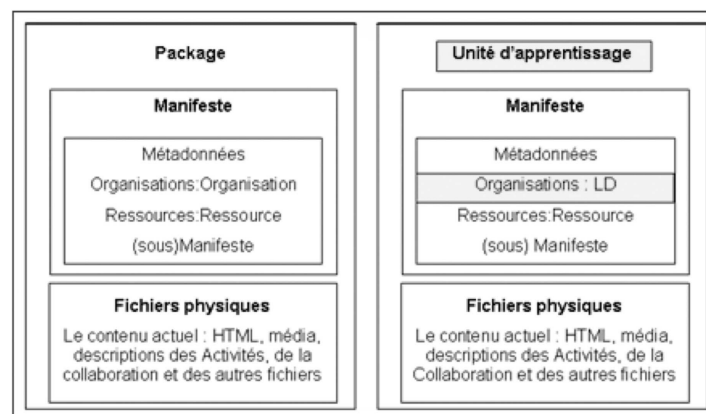 Package
Manifeste
Métadonnées
Organisations:Organisation
Ressources:Ressource
(sous)Manifeste
Fichiers physiques
Le contenu actuel : HTML, média,
descriptions des Activités, de la
collaboration et des autres fichiers
Unité d'apprentissage
Manifeste
Métadonnées
Organisations : LD
Ressources:Ressource
(sous) Manifeste
Fichiers physiques
Le contenu actuel : HTML, média,
descriptions des Activités, de la
Collaboration et des autres fichiers